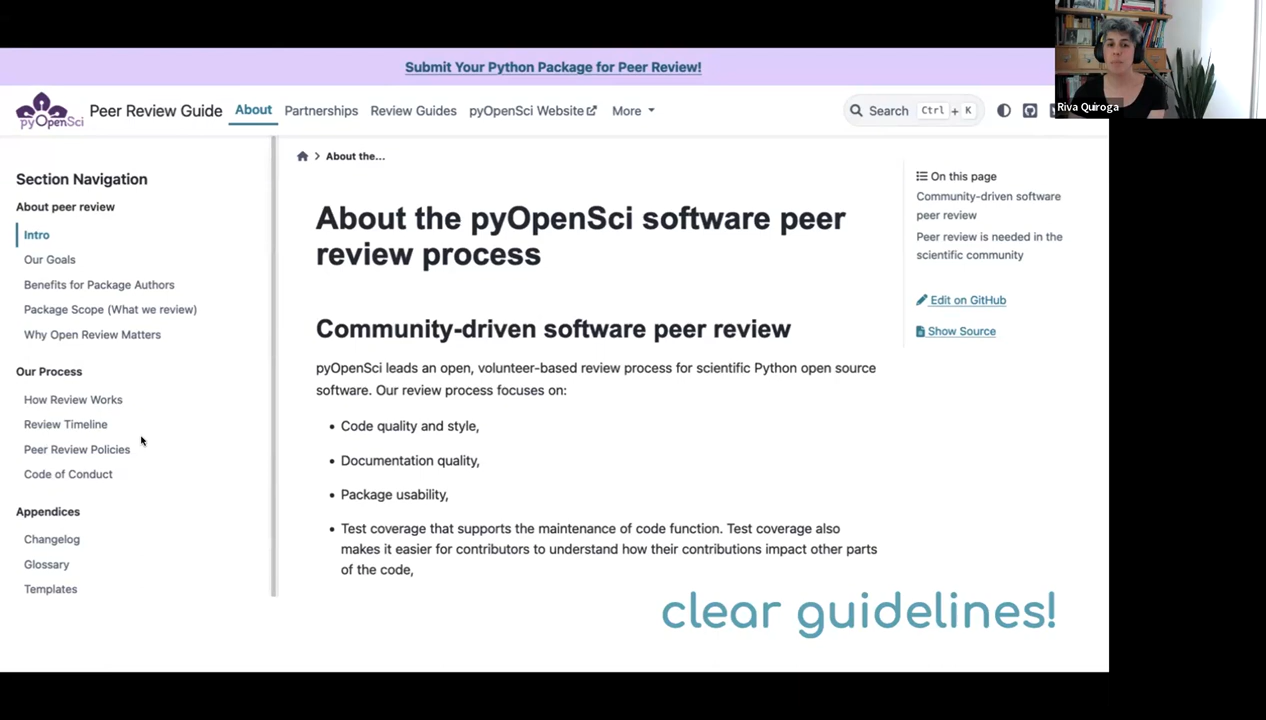 Submit Your Python Package for Peer Review!
pyOpenSci
Peer Review Guide
About
Partnerships
Review Guides
pyOpenSci Website
More
Search
Ctrl + K
Riva Quiroga
Section Navigation
About peer review
Intro
Our Goals
Benefits for Package Authors
Package Scope (What we review)
Why Open Review Matters
Our Process
How Review Works
Review Timeline
Peer Review Policies
Code of Conduct
Appendices
Changelog
Glossary
Templates
About the...
About the pyOpenSci software peer
review process
Community-driven software peer review
pyOpenSci leads an open, volunteer-based review process for scientific Python open source
software. Our review process focuses on:
• Code quality and style,
• Documentation quality,
• Package usability,
• Test coverage that supports the maintenance of code function. Test coverage also
makes it easier for contributors to understand how their contributions impact other parts
of the code,
On this page
Community-driven software
peer review
Peer review is needed in the
scientific community
Edit on GitHub
Show Source
clear guidelines!